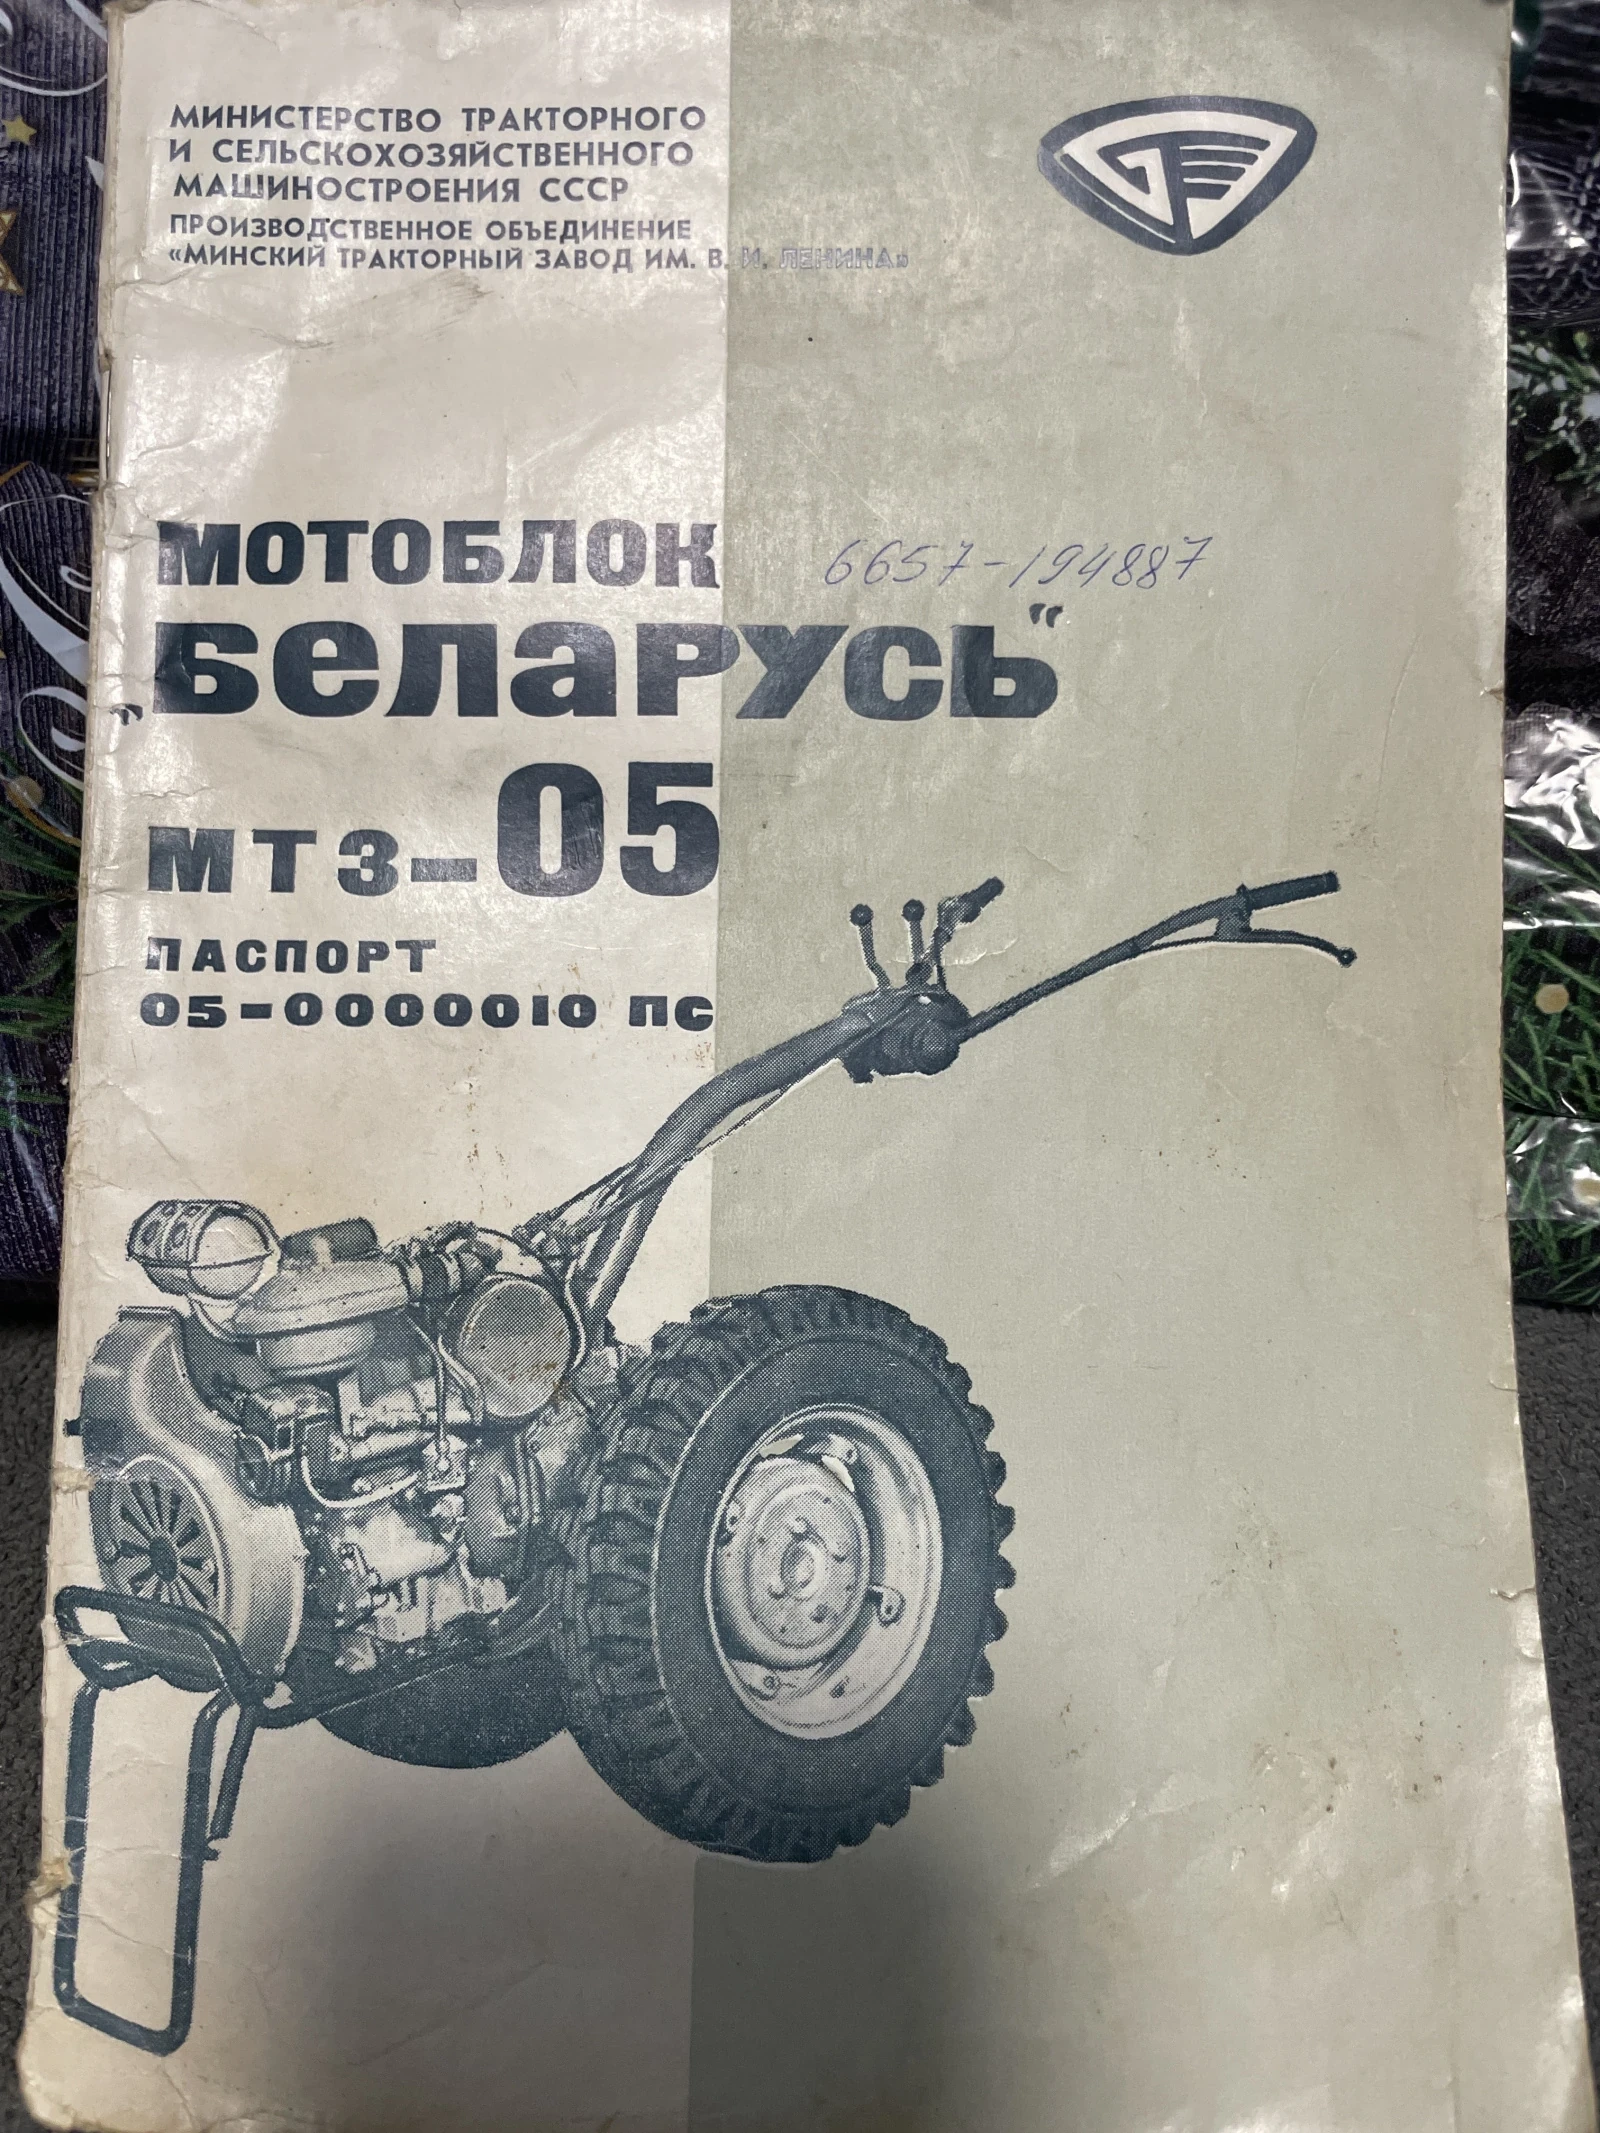 МИНИСТЕРСТВО ТРАКТОРНОГО
И СЕЛЬСКОХОЗЯЙСТВЕННОГО
МАШИНОСТРОЕНИЯ СССР
ПРОИЗВОДСТВЕННОЕ ОБЪЕДИНЕНИЕ
«МИНСКИЙ ТРАКТОРНЫЙ ЗАВОД ИМ. В. И. ЛЕНИНА»
МОТОБЛОК 6657-194887
„БЕЛАРУСЬ“
МТЗ-05
ПАСПОРТ
05-0000010 ПС